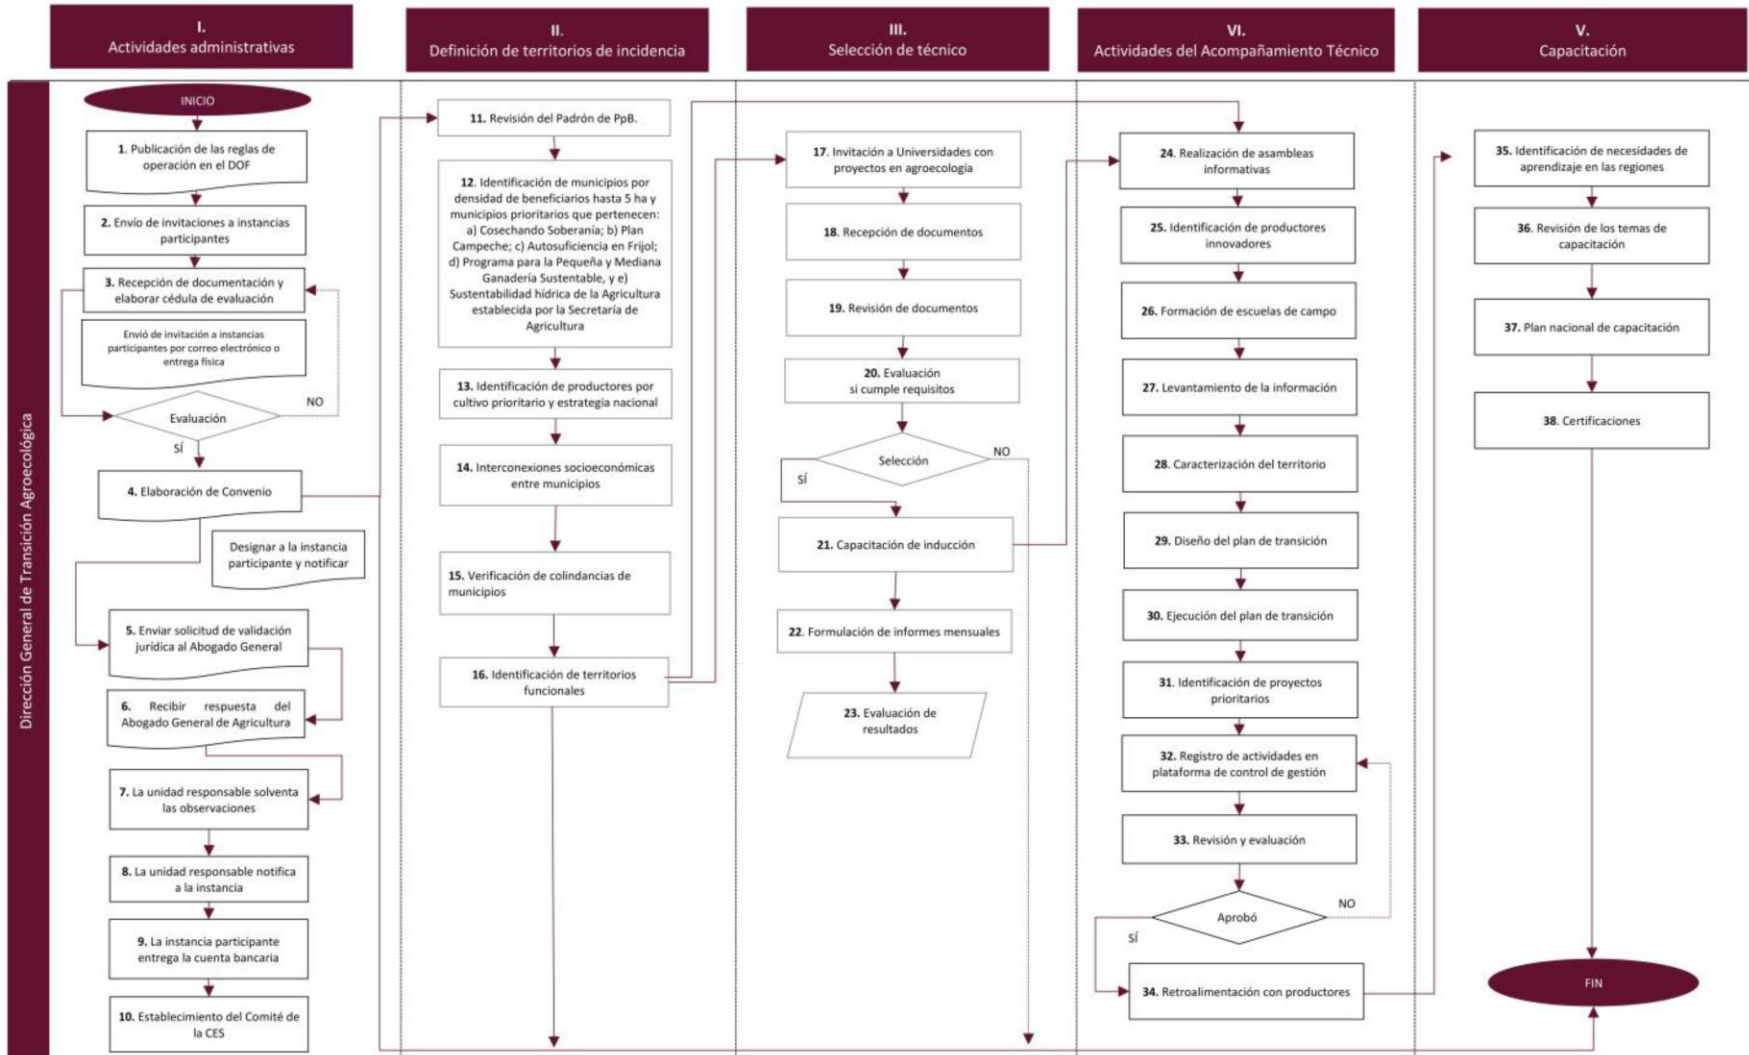 I.
Actividades administrativas
II.
Definición de territorios de incidencia
III.
Selección de técnico
VI.
Actividades del Acompañamiento Técnico
V.
Capacitación
Dirección General de Transición Agroecológica
INICIO
1. Publicación de las reglas de
operación en el DOF
2. Envío de invitaciones a instancias
participantes
3. Recepción de documentación y
elaborar cédula de evaluación
Envió de invitación a instancias
participantes por correo electrónico o
entrega física
Evaluación
NO
SÍ
4. Elaboración de Convenio
Designar a la instancia
participante y notificar
5. Enviar solicitud de validación
jurídica al Abogado General
6. Recibir respuesta del
Abogado General de Agricultura
7. La unidad responsable solventa
las observaciones
8. La unidad responsable notifica
a la instancia
9. La instancia participante
entrega la cuenta bancaria
10. Establecimiento del Comité de
la CES
11. Revisión del Padrón de PpB.
12. Identificación de municipios por
densidad de beneficiarios hasta 5 ha y
municipios prioritarios que pertenecen:
a) Cosechando Soberanía; b) Plan
Campeche; c) Autosuficiencia en Frijol;
d) Programa para la Pequeña y Mediana
Ganadería Sustentable, y e)
Sustentabilidad hídrica de la Agricultura
establecida por la Secretaría de
Agricultura
13. Identificación de productores por
cultivo prioritario y estrategia nacional
14. Interconexiones socioeconómicas
entre municipios
15. Verificación de colindancias de
municipios
16. Identificación de territorios
funcionales
17. Invitación a Universidades con
proyectos en agroecología
18. Recepción de documentos
19. Revisión de documentos
20. Evaluación
si cumple requisitos
Selección
NO
SÍ
21. Capacitación de inducción
22. Formulación de informes mensuales
23. Evaluación de
resultados
24. Realización de asambleas
informativas
25. Identificación de productores
innovadores
26. Formación de escuelas de campo
27. Levantamiento de la información
28. Caracterización del territorio
29. Diseño del plan de transición
30. Ejecución del plan de transición
31. Identificación de proyectos
prioritarios
32. Registro de actividades en
plataforma de control de gestión
33. Revisión y evaluación
Aprobó
NO
SÍ
34. Retroalimentación con productores
35. Identificación de necesidades de
aprendizaje en las regiones
36. Revisión de los temas de
capacitación
37. Plan nacional de capacitación
38. Certificaciones
FIN